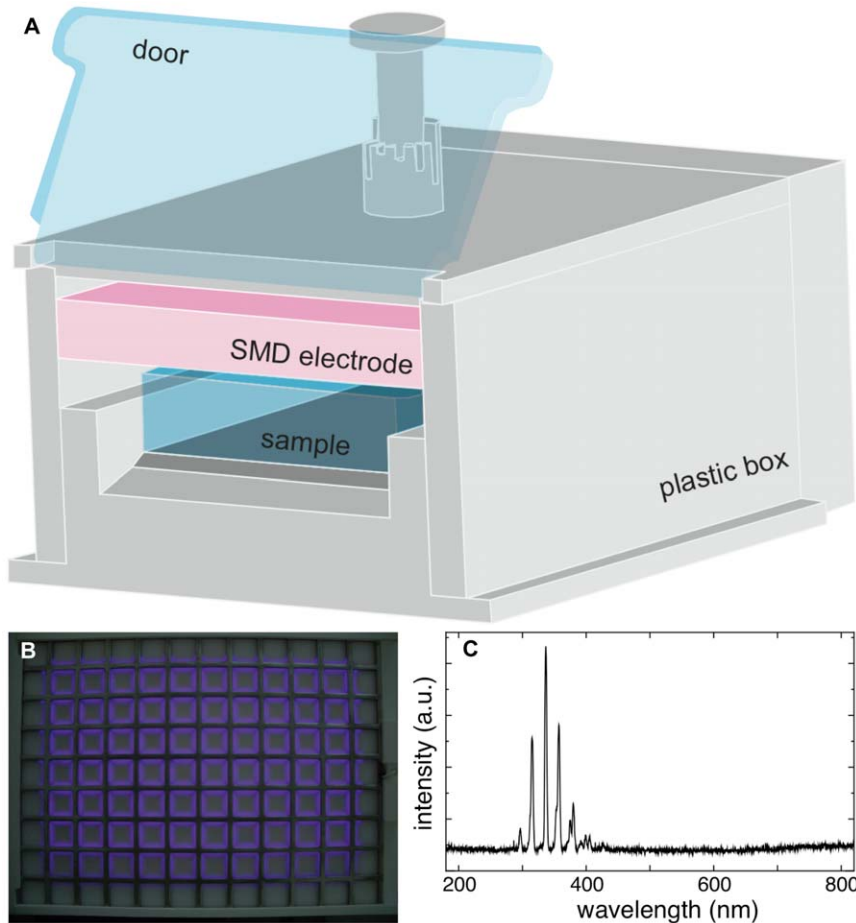 A
door
SMD electrode
sample
plastic box
B
C
intensity (a.u.)
200
400
600
800
wavelength (nm)